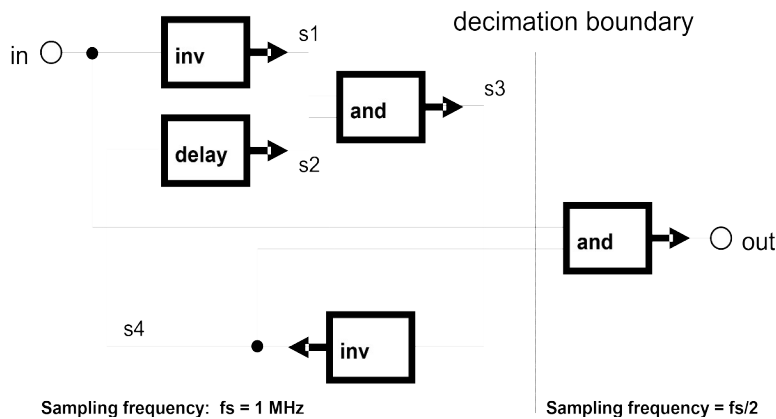 decimation boundary
in
inv
s1
and
s3
delay
s2
and
out
s4
inv
Sampling frequency: fs = 1 MHz
Sampling frequency = fs/2